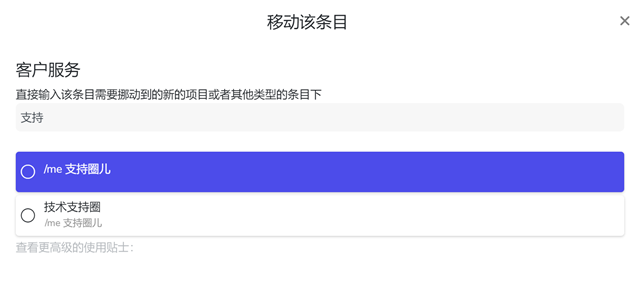 移动该条目
客户服务
直接输入该条目需要挪动到的新的项目或者其他类型的条目下
支持
/me 支持圈儿
技术支持圈
/me 支持圈儿
查看更高级的使用贴士: